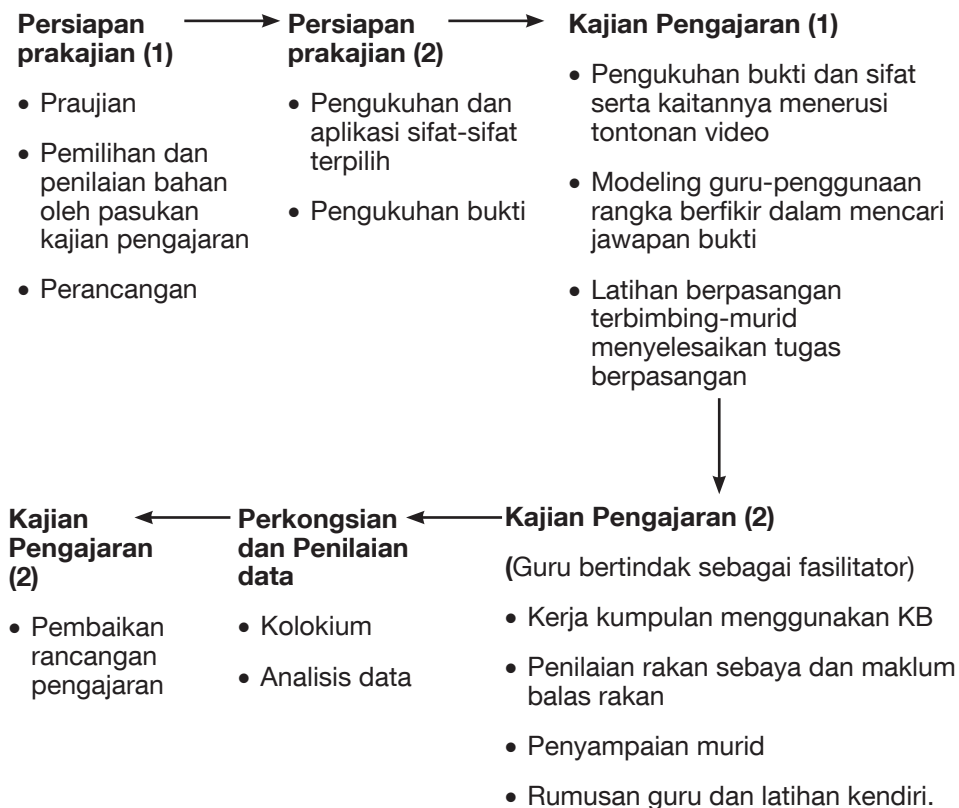 Persiapan
prakajian (1)
• Praujian
• Pemilihan dan
penilaian bahan
oleh pasukan
kajian pengajaran
• Perancangan
Persiapan
prakajian (2)
• Pengukuhan dan
aplikasi sifat-sifat
terpilih
• Pengukuhan bukti
Kajian Pengajaran (1)
• Pengukuhan bukti dan sifat
serta kaitannya menerusi
tontonan video
• Modeling guru-penggunaan
rangka berfikir dalam mencari
jawapan bukti
• Latihan berpasangan
terbimbing-murid
menyelesaikan tugas
berpasangan
Kajian Pengajaran (2)
(Guru bertindak sebagai fasilitator)
• Kerja kumpulan menggunakan KB
• Penilaian rakan sebaya dan maklum
balas rakan
• Penyampaian murid
• Rumusan guru dan latihan kendiri.
Perkongsian
dan Penilaian
data
• Kolokium
• Analisis data
Kajian
Pengajaran
(2)
• Pembaikan
rancangan
pengajaran